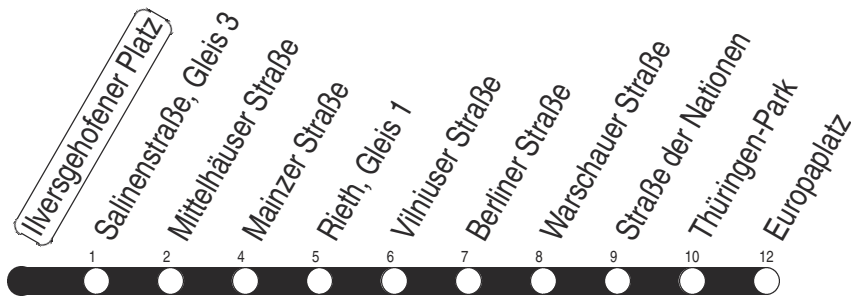 Ilversgehofener Platz
Salinenstraße, Gleis 3
Mittelhäuser Straße
Mainzer Straße
Rieth, Gleis 1
Vilniuser Straße
Berliner Straße
Warschauer Straße
Straße der Nationen
Thüringen-Park
Europaplatz
1 2 4 5 6 7 8 9 10 12